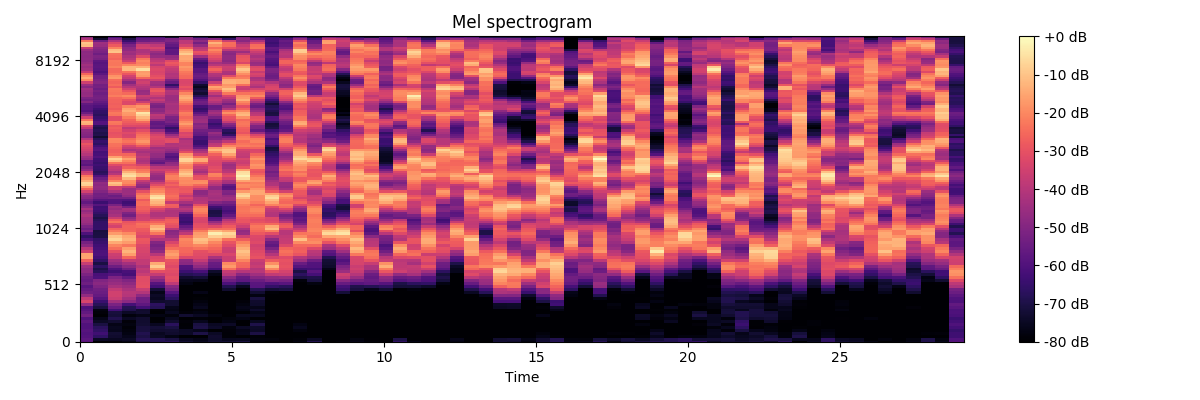 Mel spectrogram
Hz
8192
4096
2048
1024
512
0
0 5 10 15 20 25
Time
+0 dB
-10 dB
-20 dB
-30 dB
-40 dB
-50 dB
-60 dB
-70 dB
-80 dB